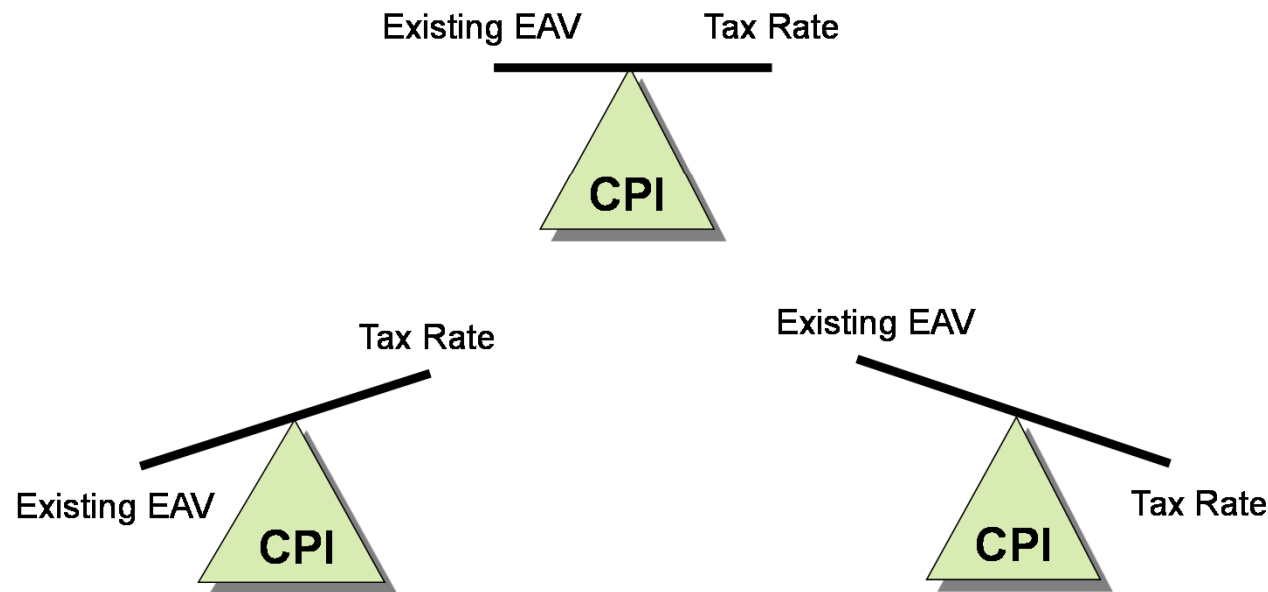 Existing EAV
Tax Rate
CPI
Tax Rate
Existing EAV
CPI
Existing EAV
Tax Rate
CPI